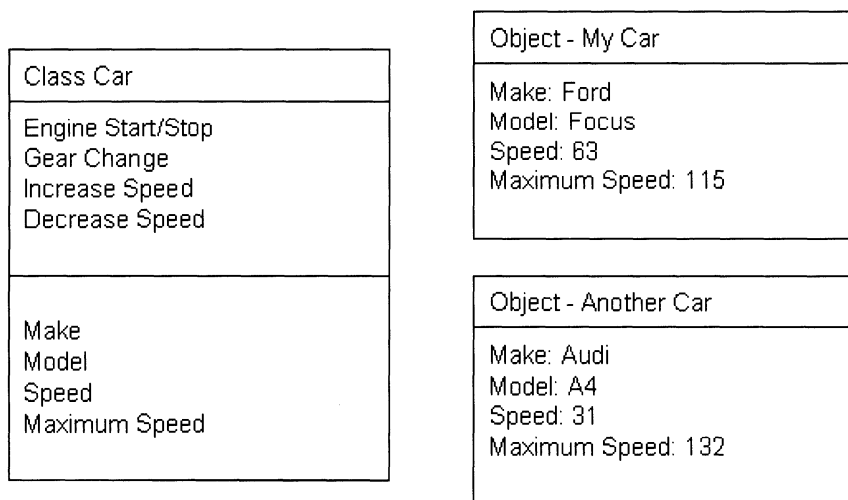 Class Car
Engine Start/Stop
Gear Change
Increase Speed
Decrease Speed
Make
Model
Speed
Maximum Speed
Object - My Car
Make: Ford
Model: Focus
Speed: 63
Maximum Speed: 115
Object - Another Car
Make: Audi
Model: A4
Speed: 31
Maximum Speed: 132